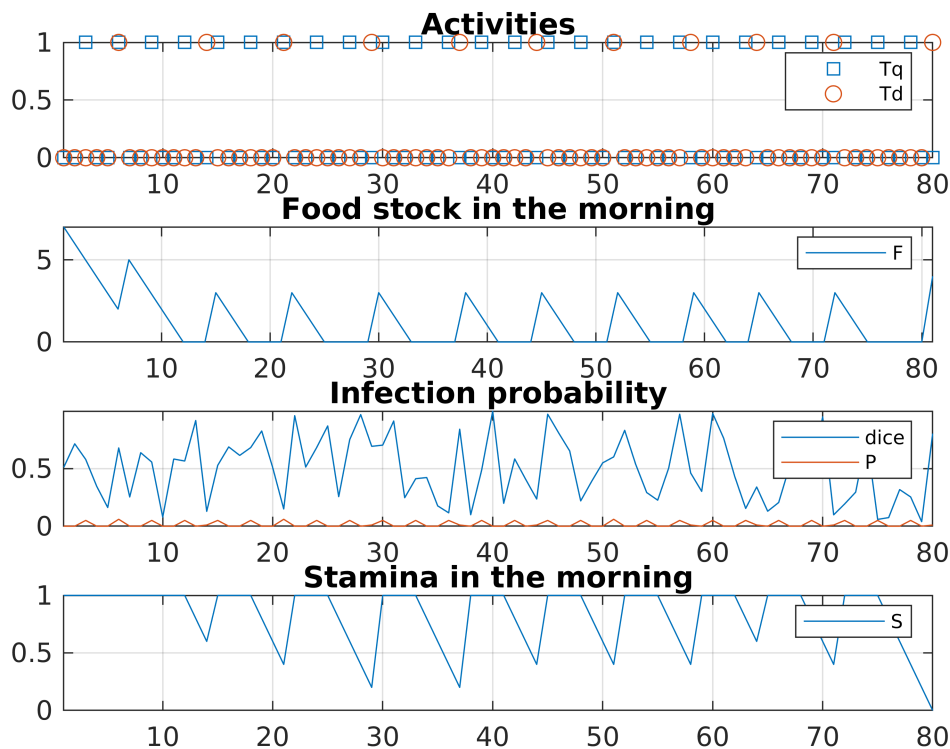 Activities
1
0.5
0
Tq
Td
10 20 30 40 50 60 70 80
Food stock in the morning
5
0
F
10 20 30 40 50 60 70 80
Infection probability
0.5
0
dice
P
10 20 30 40 50 60 70 80
Stamina in the morning
1
0.5
0
S
10 20 30 40 50 60 70 80